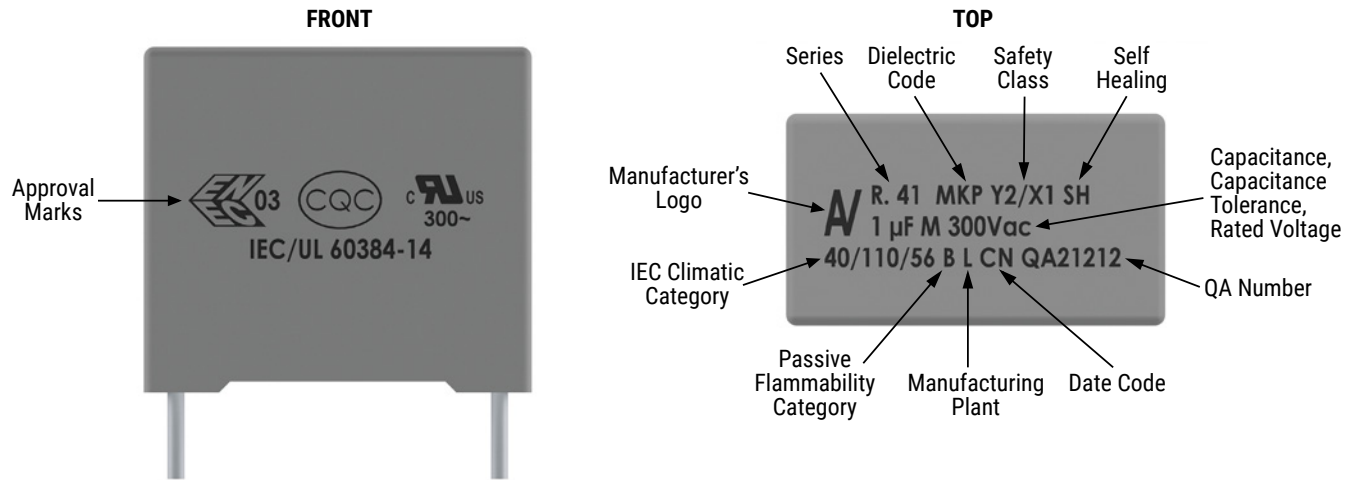 FRONT
Approval
Marks
ENEC 03
CQC
c RU US
300~
IEC/UL 60384-14
TOP
Series
Dielectric
Code
Safety
Class
Self
Healing
Manufacturer's
Logo
R. 41 MKP Y2/X1 SH
1 µF M 300Vac
40/110/56 B L CN QA21212
Capacitance,
Capacitance
Tolerance,
Rated Voltage
IEC Climatic
Category
QA Number
Passive
Flammability
Category
Manufacturing
Plant
Date Code